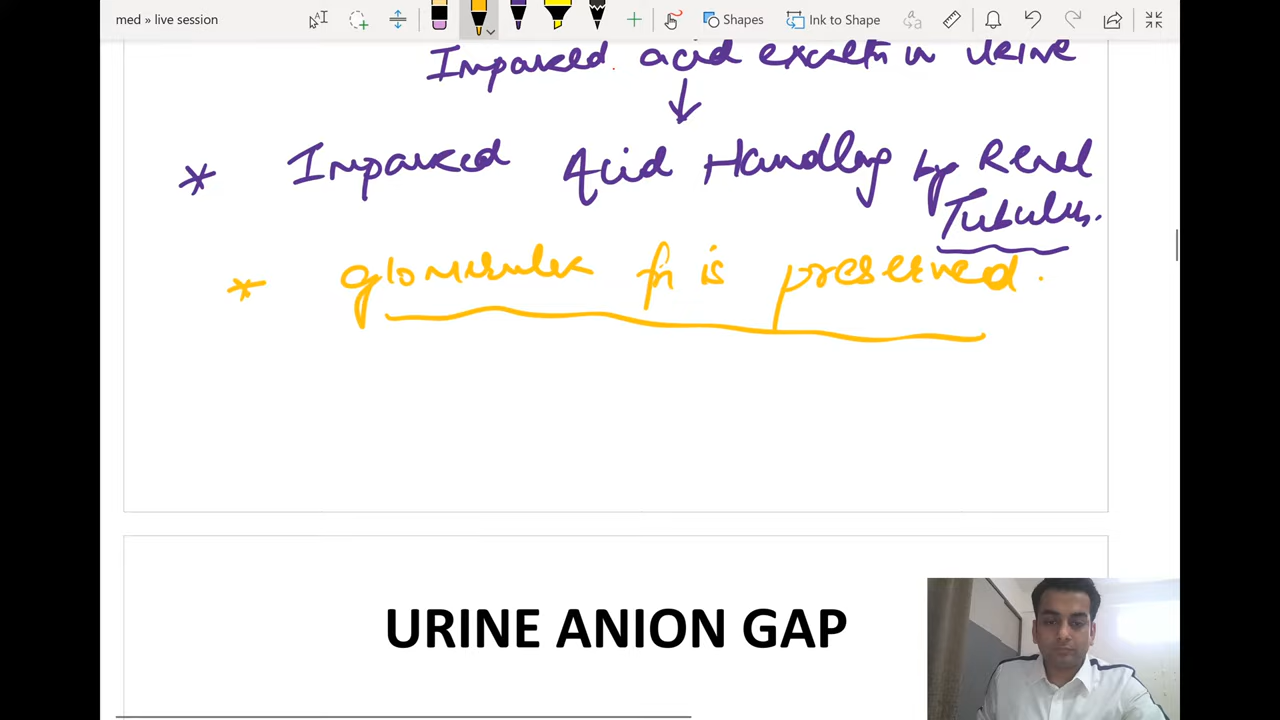 med » live session
Shapes
Ink to Shape
Impaired acid excretn in urine
* Impaired Acid Handling by Renal
Tubules.
* glomerular fn is preserved.
URINE ANION GAP